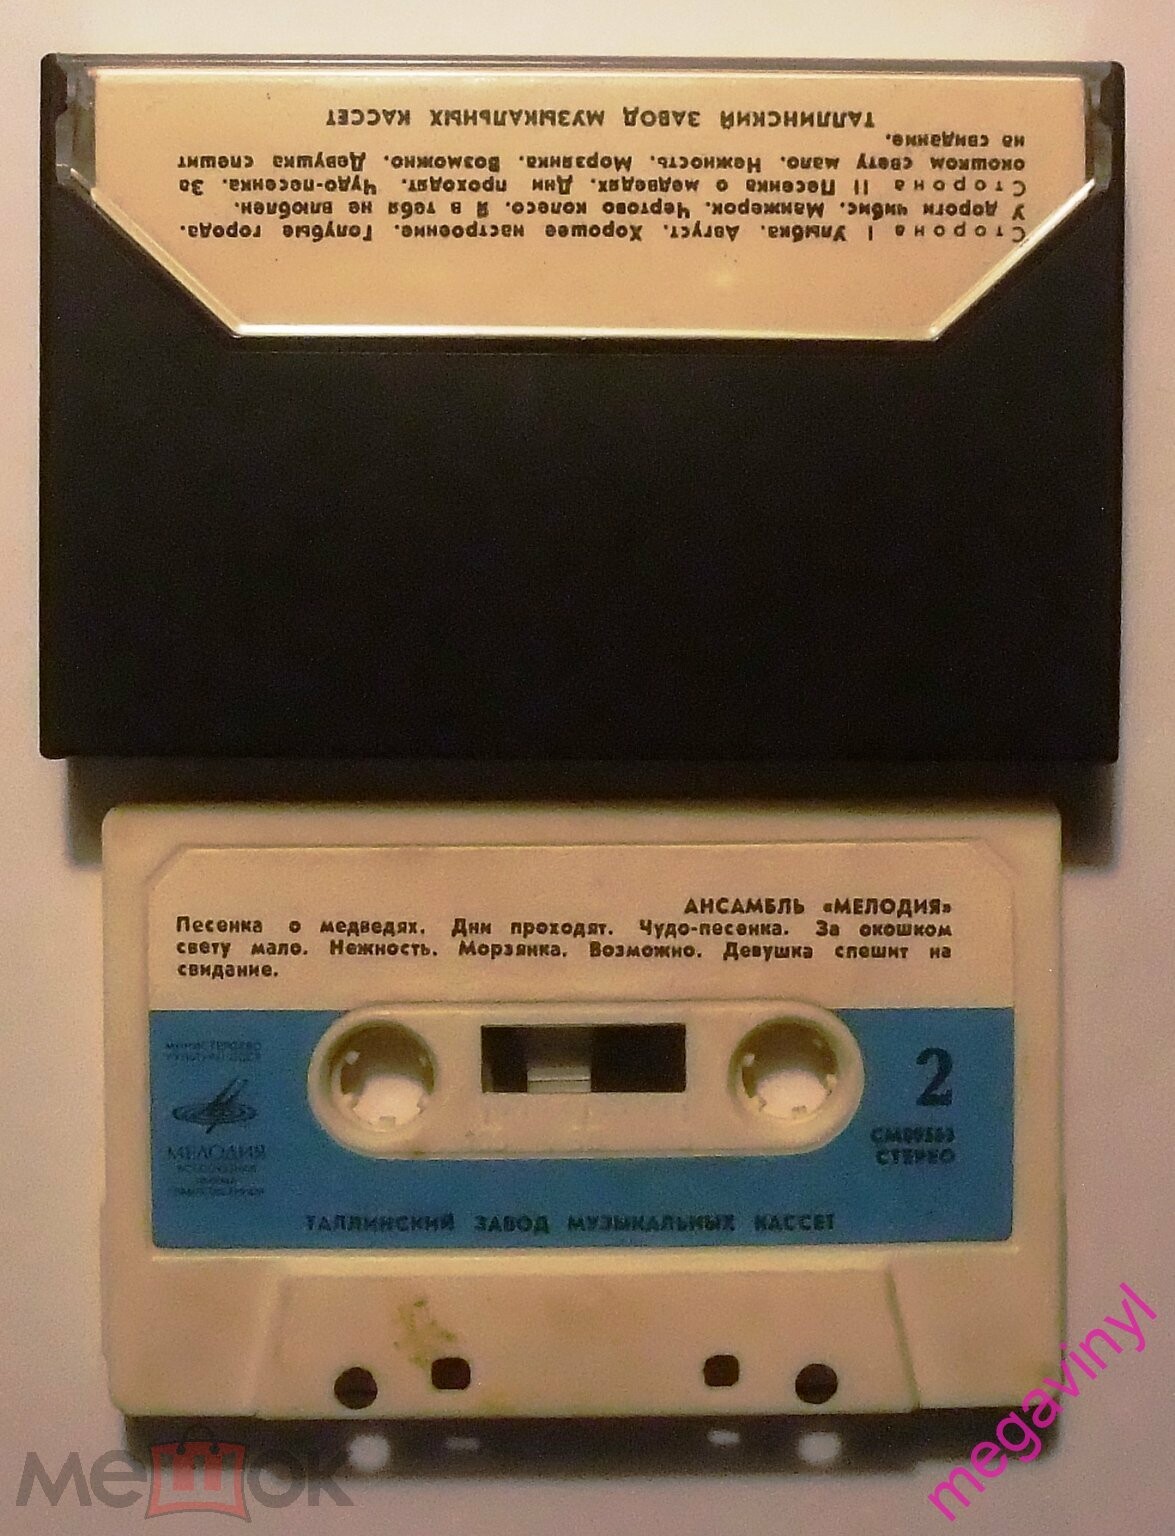 Сторона I Улыбка. Август. Хорошее настроение. Голубые города.
У дороги чибис. Манжерок. Чертово колесо. Я в тебя не влюблен.
Сторона II Песенка о медведях. Дни проходят. Чудо-песенка. За
окошком свету мало. Нежность. Морзянка. Возможно. Девушка спешит
на свидание.
ТАЛЛИНСКИЙ ЗАВОД МУЗЫКАЛЬНЫХ КАССЕТ
АНСАМБЛЬ «МЕЛОДИЯ»
Песенка о медведях. Дни проходят. Чудо-песенка. За окошком
свету мало. Нежность. Морзянка. Возможно. Девушка спешит на
свидание.
МИНИСТЕРСТВО
КУЛЬТУРЫ СССР
МЕЛОДИЯ
2
СТЕРЕО
ТАЛЛИНСКИЙ ЗАВОД МУЗЫКАЛЬНЫХ КАССЕТ
мешок
megavinyl